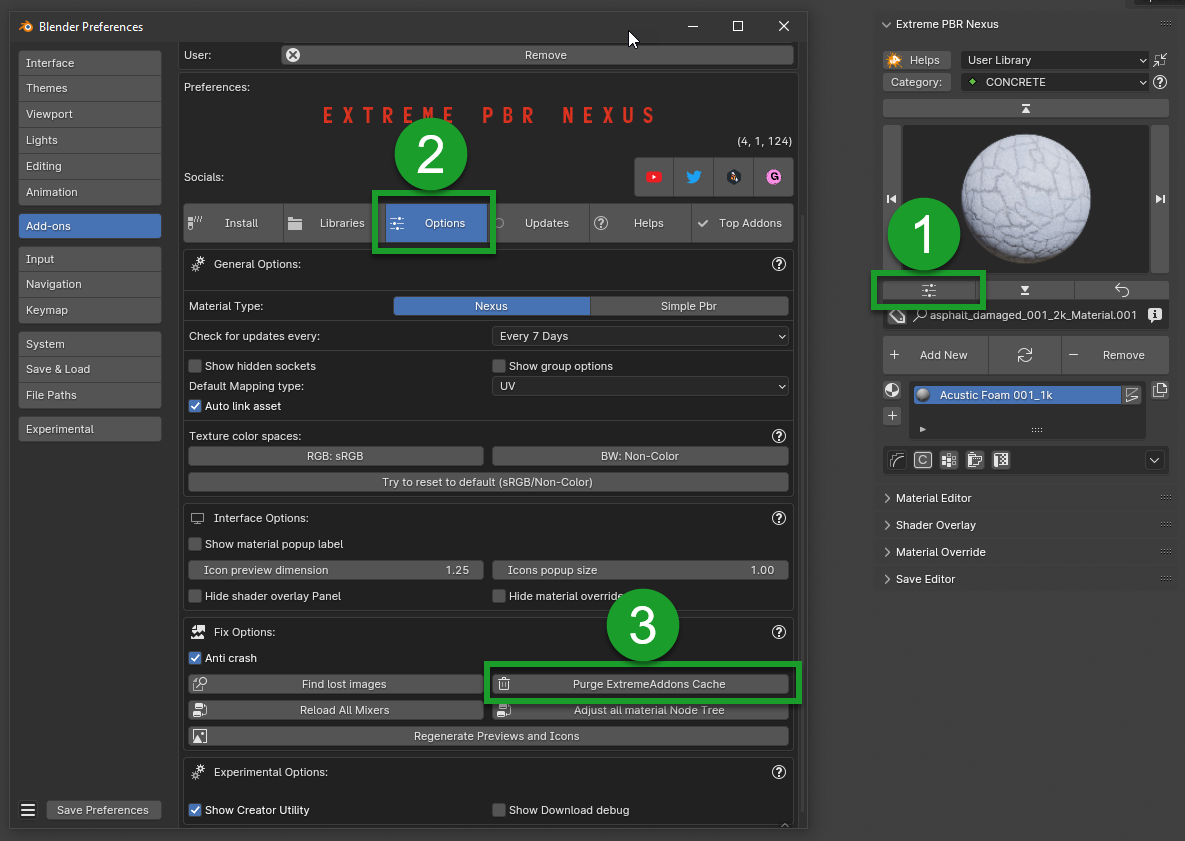 Blender Preferences
Interface
Themes
Viewport
Lights
Editing
Animation
Add-ons
Input
Navigation
Keymap
System
Save & Load
File Paths
Experimental
Save Preferences
User:
Remove
Preferences:
EXTREME PBR NEXUS
(4, 1, 124)
2
Socials:
G
Install
Libraries
Options
Updates
Helps
Top Addons
General Options:
Material Type:
Nexus
Simple Pbr
Check for updates every:
Every 7 Days
Show hidden sockets
Show group options
Default Mapping type:
UV
Auto link asset
Texture color spaces:
RGB: sRGB
BW: Non-Color
Try to reset to default (sRGB/Non-Color)
Interface Options:
Show material popup label
Icon preview dimension 1.25
Icons popup size 1.00
Hide shader overlay Panel
Hide material override
3
Fix Options:
Anti crash
Find lost images
Purge ExtremeAddons Cache
Reload All Mixers
Adjust all material Node Tree
Regenerate Previews and Icons
Experimental Options:
Show Creator Utility
Show Download debug
Extreme PBR Nexus
Helps
User Library
Category:
CONCRETE
1
asphalt_damaged_001_2k_Material.001
Add New
Remove
Acustic Foam 001_1k
C
Material Editor
Shader Overlay
Material Override
Save Editor